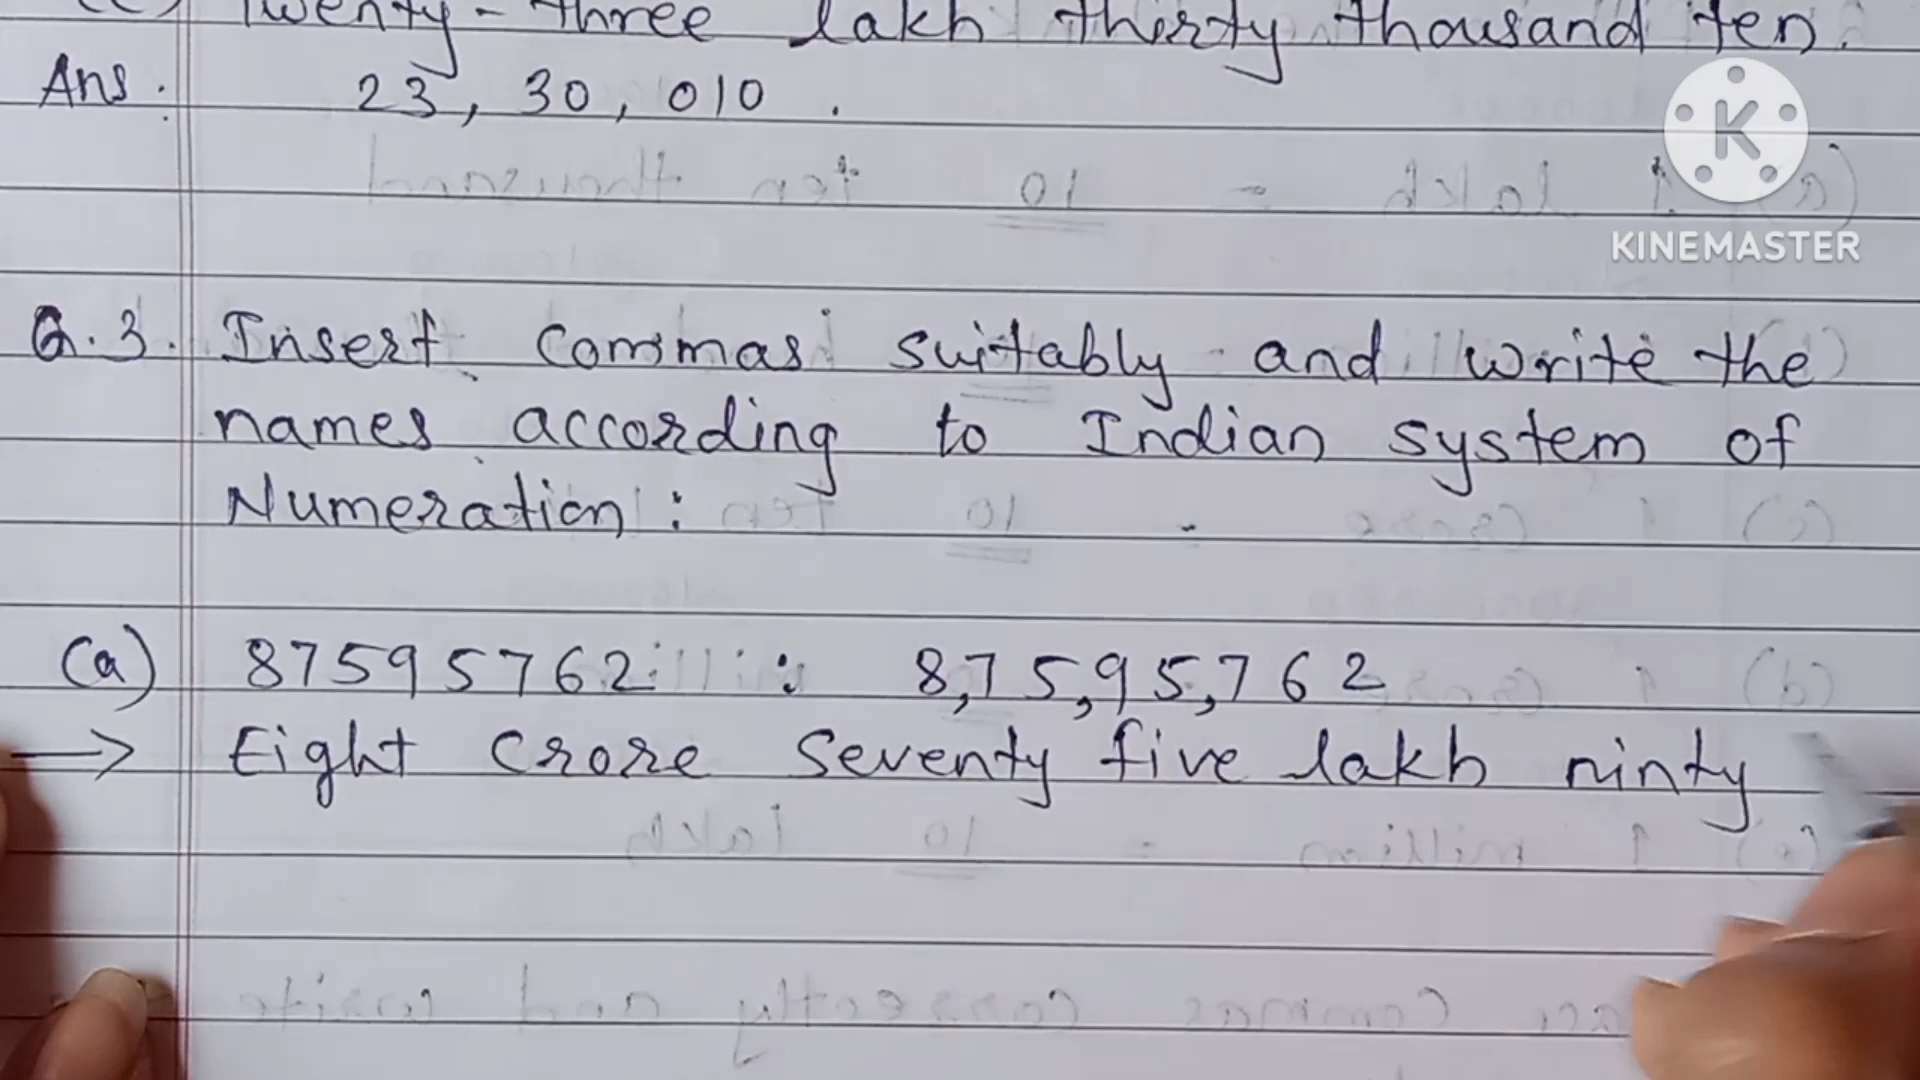 Twenty-three lakh thirty thousand ten.
Ans. 23, 30, 010.
KINEMASTER
Q.3. Insert commas suitably and write the
names according to Indian system of
Numeration:
(a) 87595762 : 8,75,95,762
→ Eight Crore Seventy five lakh ninty